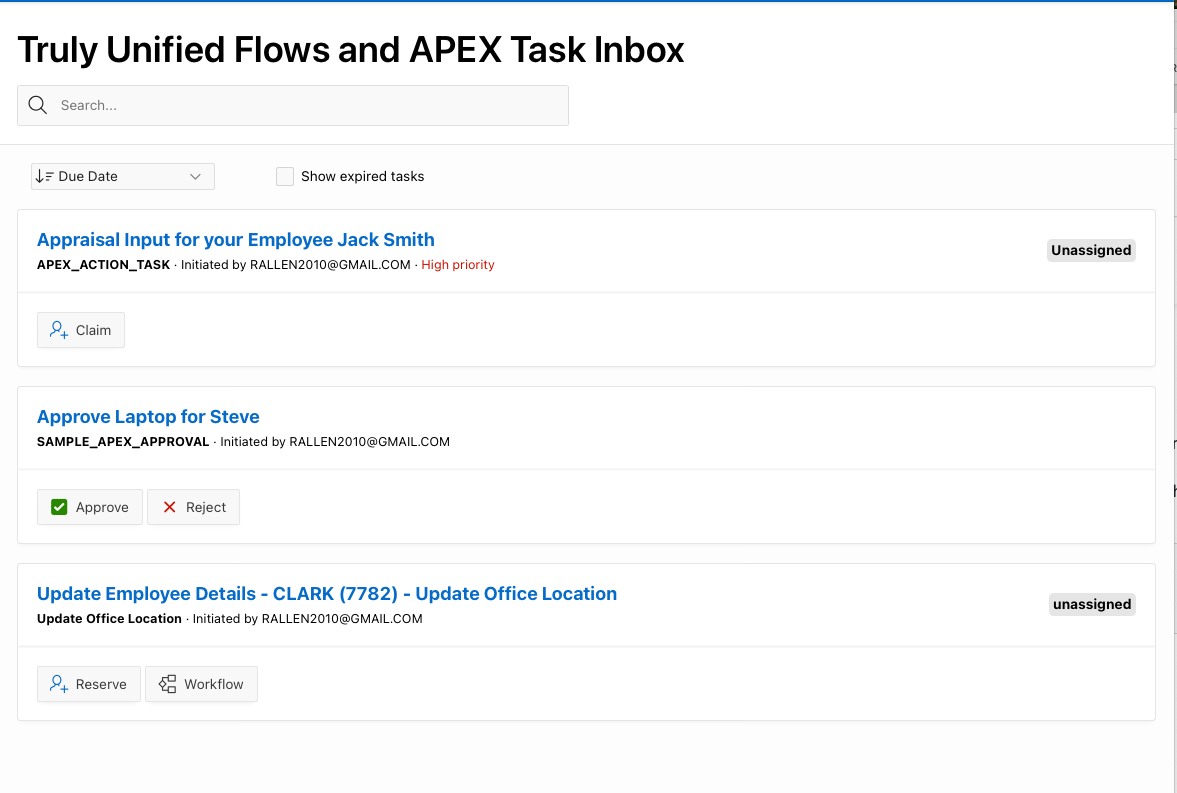 Truly Unified Flows and APEX Task Inbox
Search...
Due Date
Show expired tasks
Appraisal Input for your Employee Jack Smith
APEX_ACTION_TASK · Initiated by RALLEN2010@GMAIL.COM · High priority
Unassigned
Claim
Approve Laptop for Steve
SAMPLE_APEX_APPROVAL · Initiated by RALLEN2010@GMAIL.COM
Approve Reject
Update Employee Details - CLARK (7782) - Update Office Location
Update Office Location · Initiated by RALLEN2010@GMAIL.COM
unassigned
Reserve Workflow